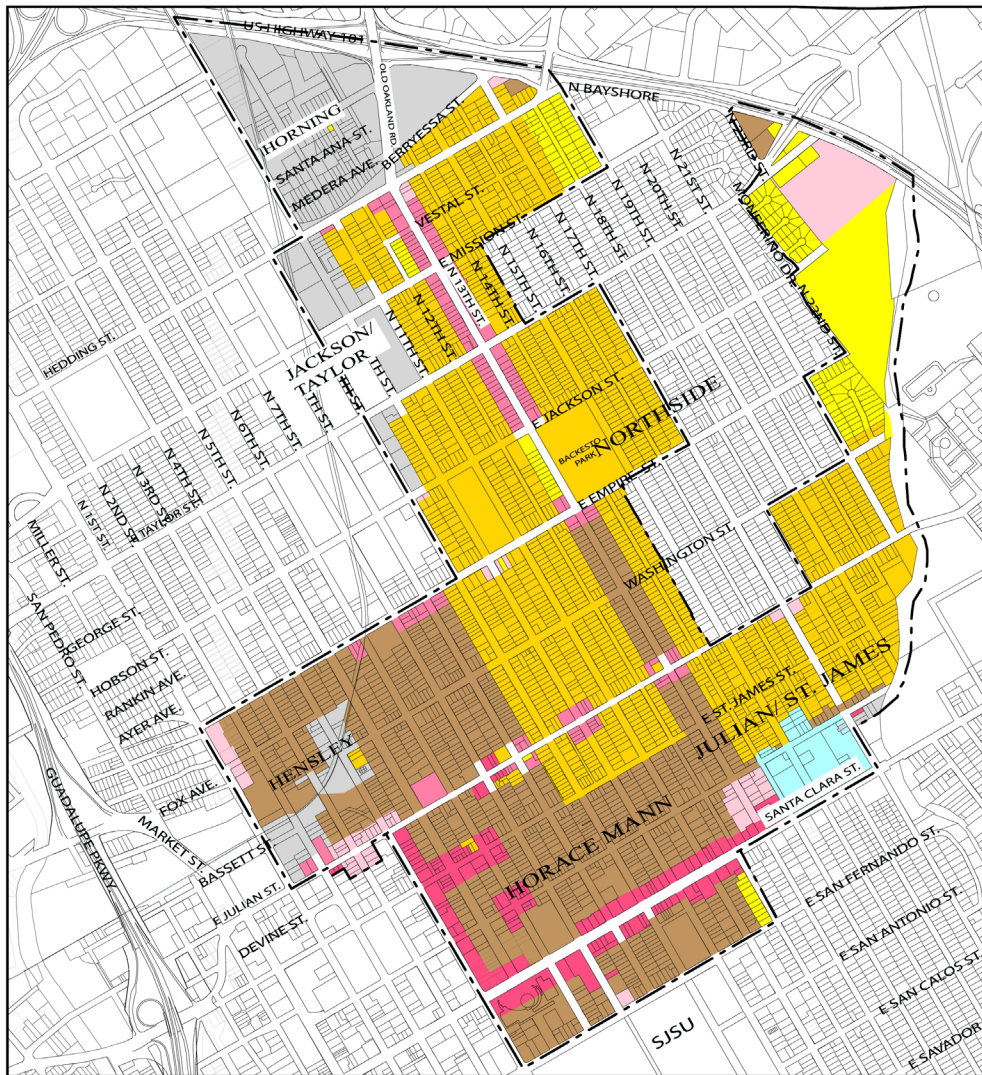 US HIGHWAY 101
OLD OAKLAND RD.
N BAYSHORE
HORNING
SANTA ANA ST.
MEDERA AVE.
BERRYESSA ST.
N 23RD ST.
VESTAL ST.
N 21ST ST.
N 20TH ST.
N 19TH ST.
N 18TH ST.
N 17TH ST.
N 16TH ST.
N 15TH ST.
MISSION ST.
N 14TH ST.
N 13TH ST.
N 12TH ST.
N 11TH ST.
N 22ND ST.
HEDDING ST.
JACKSON/
TAYLOR
TH ST.
N 7TH ST.
N 6TH ST.
N 5TH ST.
N 4TH ST.
N 3RD S
N 2ND ST.
N 1ST ST.
E TAYLOR ST.
E JACKSON ST.
NORTHSIDE
BACKESTO
PARK
E EMPIRE ST.
WASHINGTON ST.
MILLER ST.
SAN PEDRO ST.
GEORGE ST.
HOBSON ST.
RANKIN AVE.
AYER AVE.
FOX AVE.
HENSLEY
E ST. JAMES ST.
JULIAN/ ST. JAMES
GUADALUPE PKWY.
MARKET ST.
BASSETT S
E JULIAN ST.
DEVINE ST.
HORACE MANN
SANTA CLARA ST.
E SAN FERNANDO ST.
E SAN ANTONIO ST.
E SAN CALOS ST.
E SAVADOR
SJSU